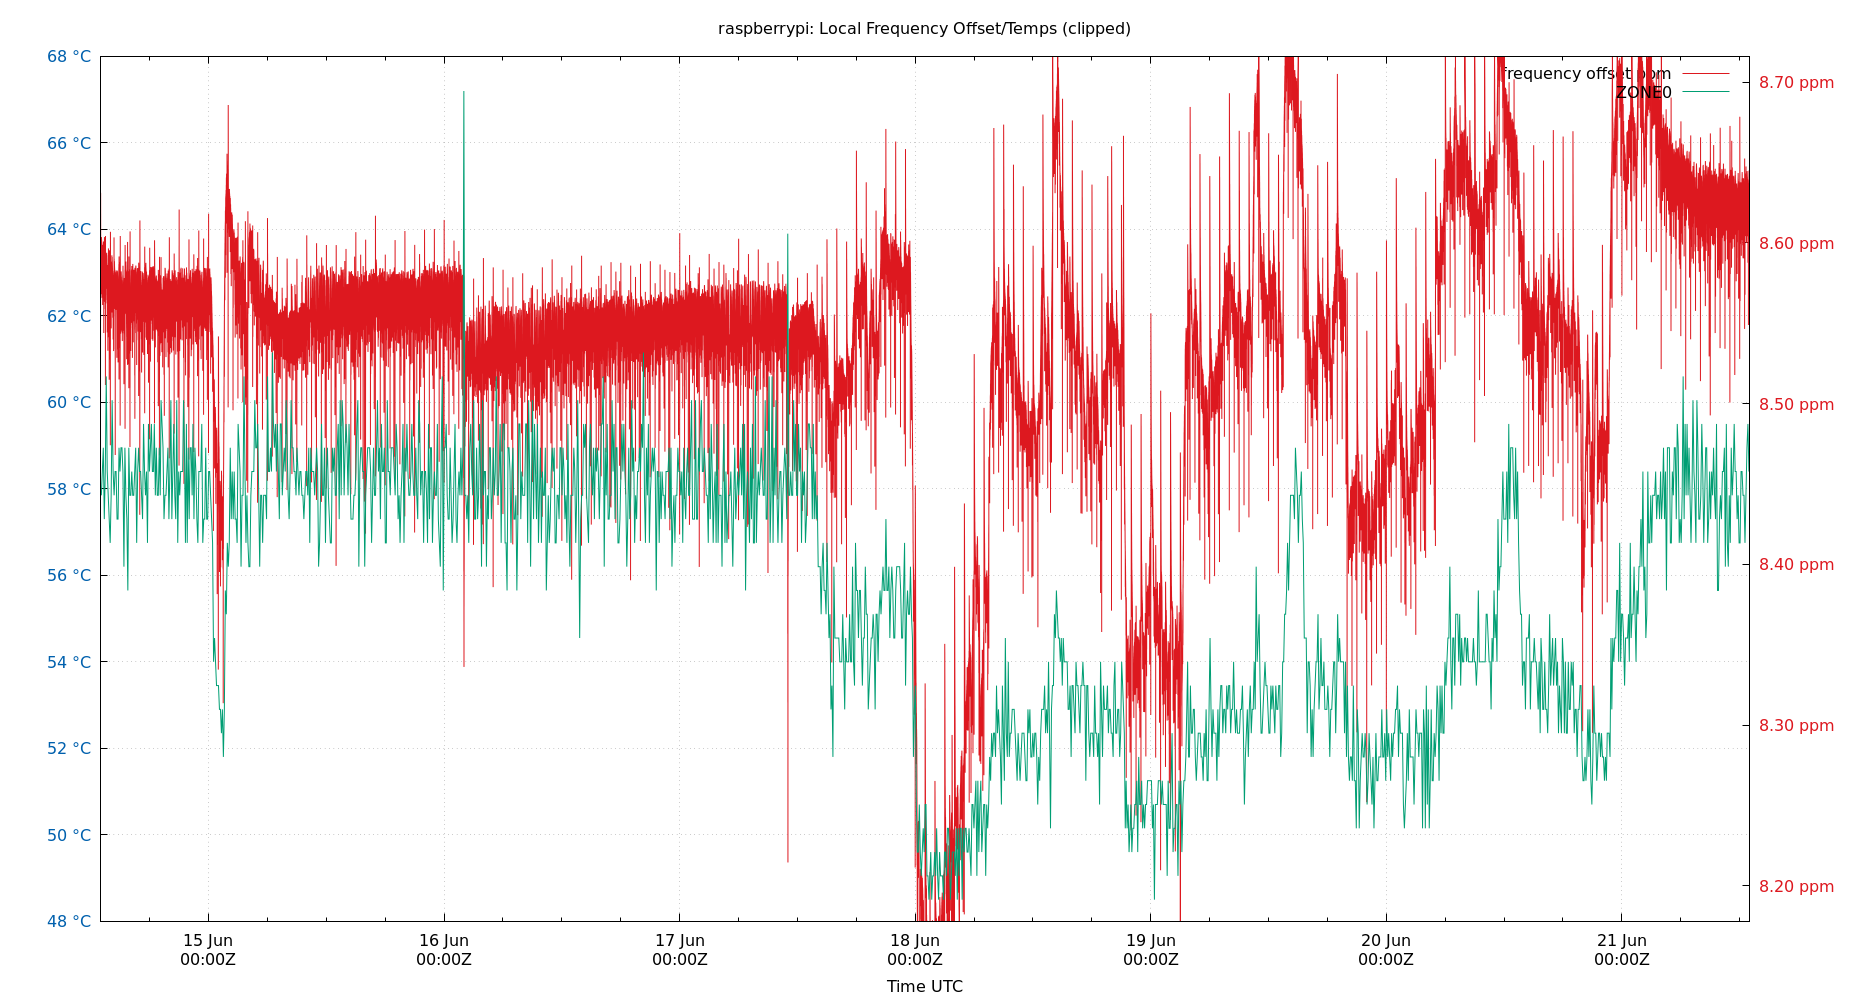 raspberrypi: Local Frequency Offset/Temps (clipped)
68 °C
66 °C
64 °C
62 °C
60 °C
58 °C
56 °C
54 °C
52 °C
50 °C
48 °C
frequency offset ppm
ZONE0
8.70 ppm
8.60 ppm
8.50 ppm
8.40 ppm
8.30 ppm
8.20 ppm
15 Jun
00:00Z
16 Jun
00:00Z
17 Jun
00:00Z
18 Jun
00:00Z
19 Jun
00:00Z
20 Jun
00:00Z
21 Jun
00:00Z
Time UTC